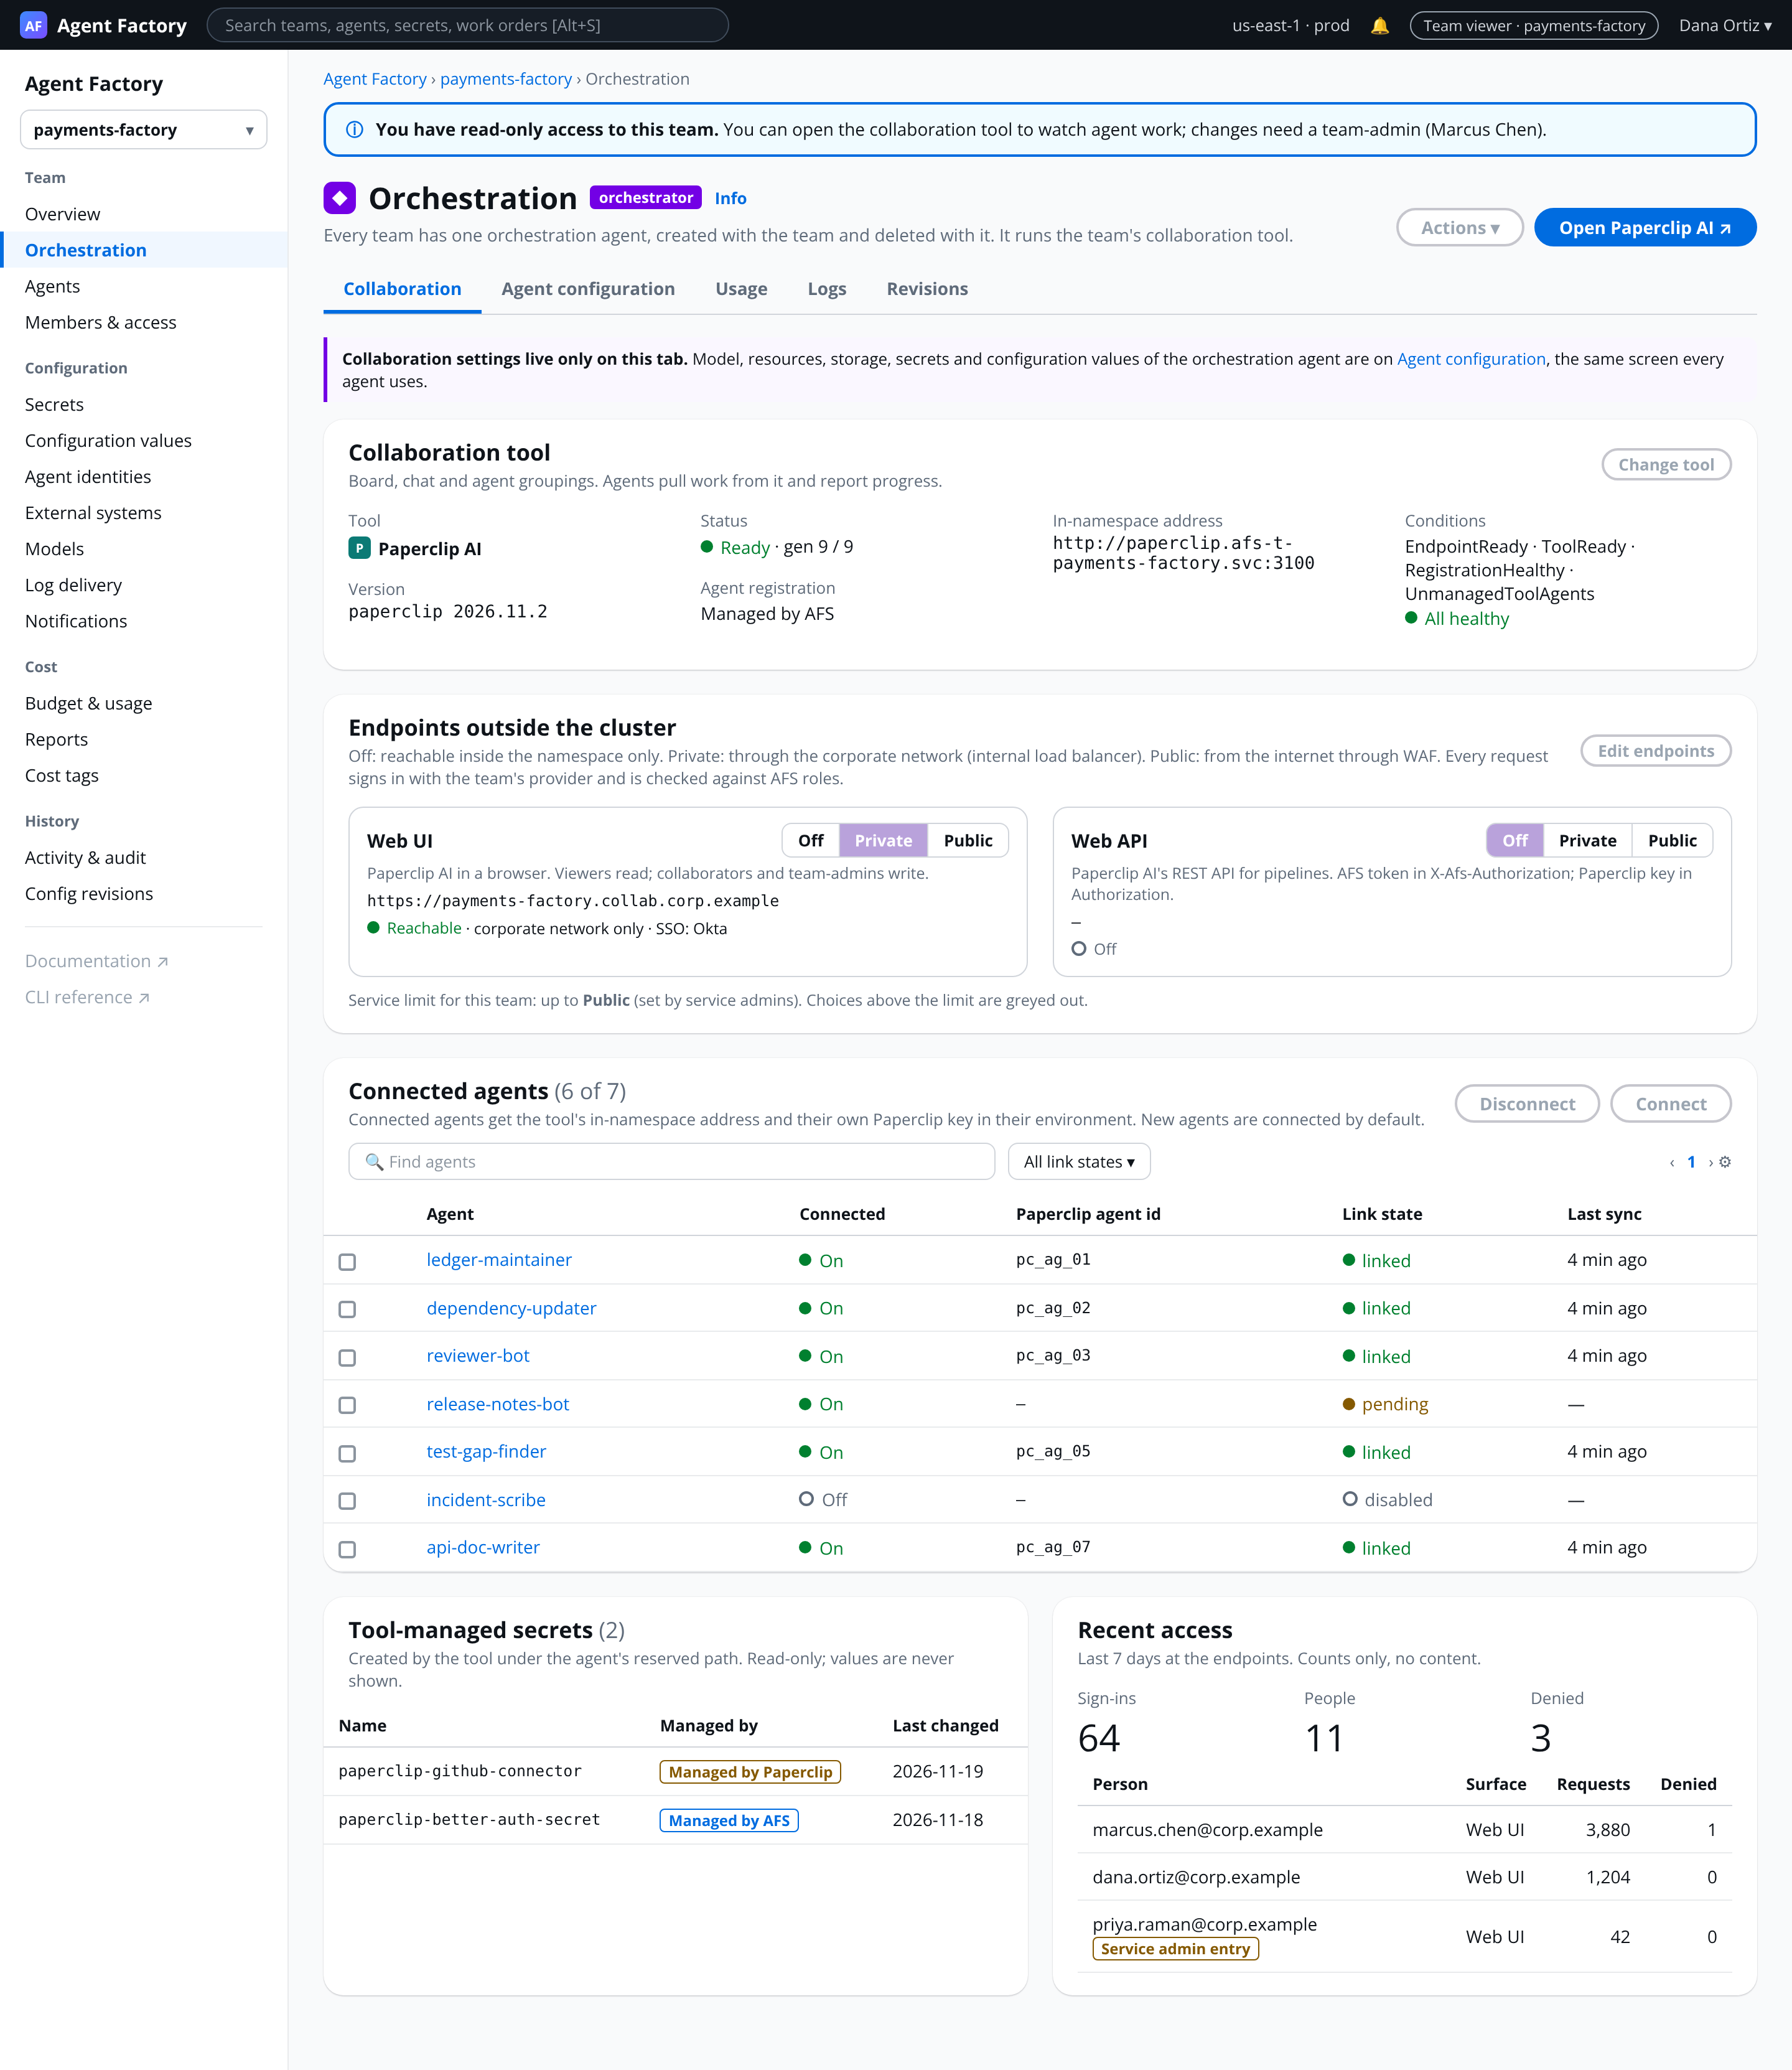 AF Agent Factory
Search teams, agents, secrets, work orders [Alt+S]
us-east-1 · prod
Team viewer · payments-factory
Dana Ortiz ▾
Agent Factory
payments-factory ▾
Team
Overview
Orchestration
Agents
Members & access
Configuration
Secrets
Configuration values
Agent identities
External systems
Models
Log delivery
Notifications
Cost
Budget & usage
Reports
Cost tags
History
Activity & audit
Config revisions
Documentation ↗
CLI reference ↗
Agent Factory › payments-factory › Orchestration
ⓘ You have read-only access to this team. You can open the collaboration tool to watch agent work; changes need a team-admin (Marcus Chen).
Orchestration orchestrator Info
Every team has one orchestration agent, created with the team and deleted with it. It runs the team's collaboration tool.
Actions ▾
Open Paperclip AI ↗
Collaboration Agent configuration Usage Logs Revisions
Collaboration settings live only on this tab. Model, resources, storage, secrets and configuration values of the orchestration agent are on Agent configuration, the same screen every
agent uses.
Collaboration tool
Board, chat and agent groupings. Agents pull work from it and report progress.
Change tool
Tool
P Paperclip AI
Version
paperclip 2026.11.2
Status
Ready · gen 9 / 9
Agent registration
Managed by AFS
In-namespace address
http://paperclip.afs-t-
payments-factory.svc:3100
Conditions
EndpointReady · ToolReady ·
RegistrationHealthy ·
UnmanagedToolAgents
All healthy
Endpoints outside the cluster
Off: reachable inside the namespace only. Private: through the corporate network (internal load balancer). Public: from the internet through WAF. Every request
signs in with the team's provider and is checked against AFS roles.
Edit endpoints
Web UI
Off Private Public
Paperclip AI in a browser. Viewers read; collaborators and team-admins write.
https://payments-factory.collab.corp.example
Reachable · corporate network only · SSO: Okta
Web API
Off Private Public
Paperclip AI's REST API for pipelines. AFS token in X-Afs-Authorization; Paperclip key in
Authorization.
–
Off
Service limit for this team: up to Public (set by service admins). Choices above the limit are greyed out.
Connected agents (6 of 7)
Connected agents get the tool's in-namespace address and their own Paperclip key in their environment. New agents are connected by default.
Disconnect
Connect
Find agents
All link states ▾
‹ 1 ›
Agent Connected Paperclip agent id Link state Last sync
ledger-maintainer On pc_ag_01 linked 4 min ago
dependency-updater On pc_ag_02 linked 4 min ago
reviewer-bot On pc_ag_03 linked 4 min ago
release-notes-bot On – pending —
test-gap-finder On pc_ag_05 linked 4 min ago
incident-scribe Off – disabled —
api-doc-writer On pc_ag_07 linked 4 min ago
Tool-managed secrets (2)
Created by the tool under the agent's reserved path. Read-only; values are never
shown.
Name Managed by Last changed
paperclip-github-connector Managed by Paperclip 2026-11-19
paperclip-better-auth-secret Managed by AFS 2026-11-18
Recent access
Last 7 days at the endpoints. Counts only, no content.
Sign-ins People Denied
64 11 3
Person Surface Requests Denied
marcus.chen@corp.example Web UI 3,880 1
dana.ortiz@corp.example Web UI 1,204 0
priya.raman@corp.example Web UI 42 0
Service admin entry